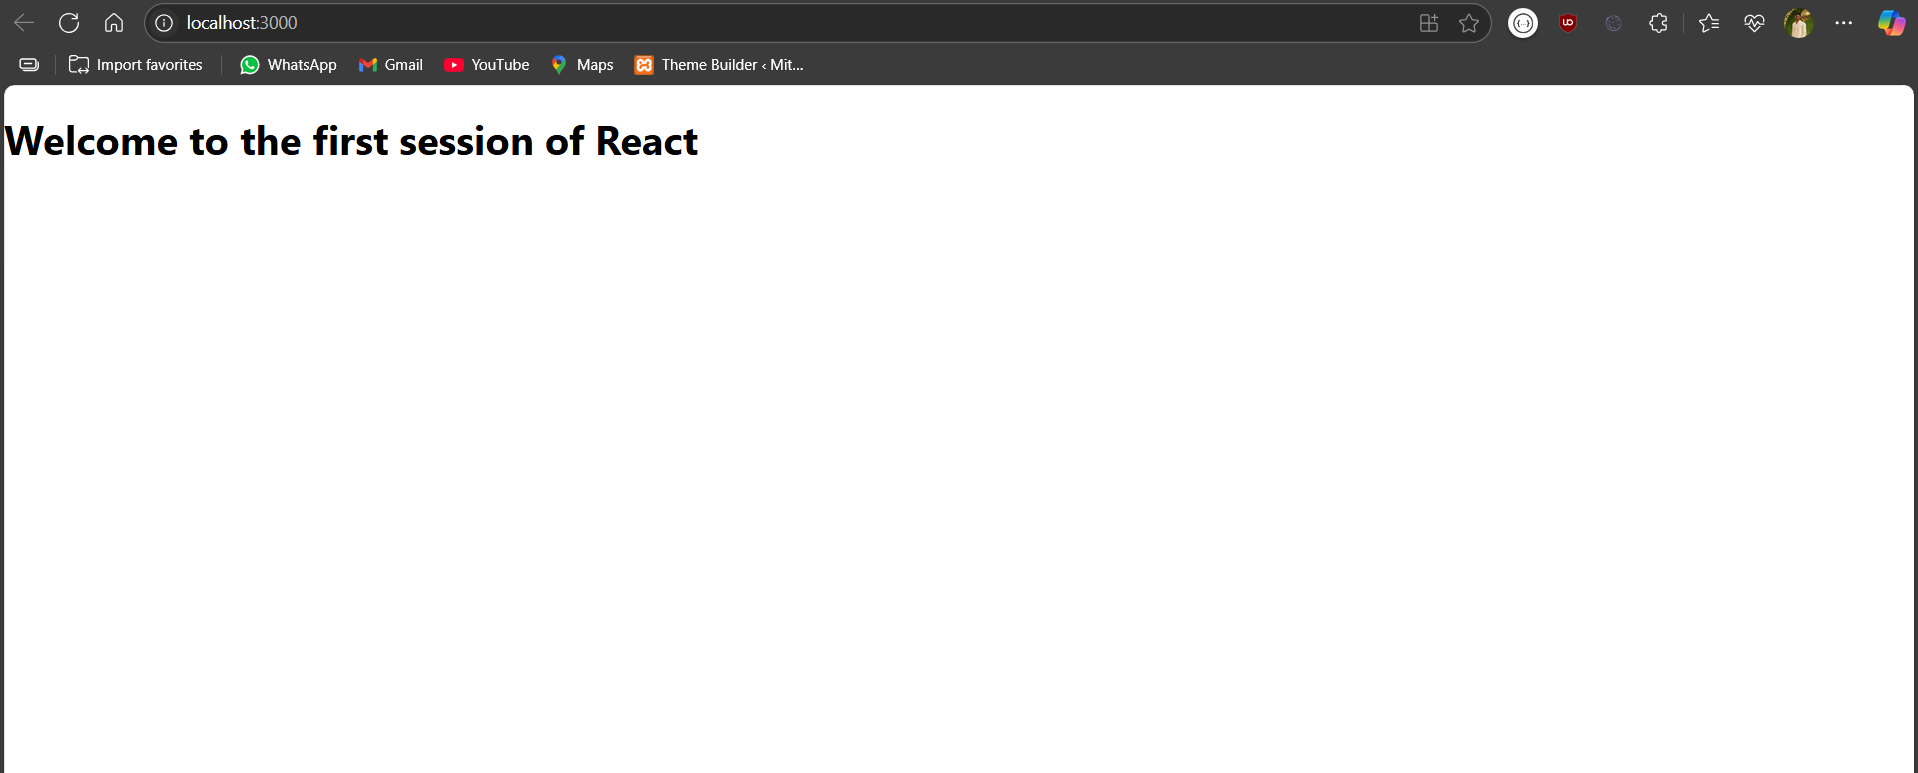 localhost:3000
Import favorites WhatsApp Gmail YouTube Maps Theme Builder ‹ Mit...
Welcome to the first session of React